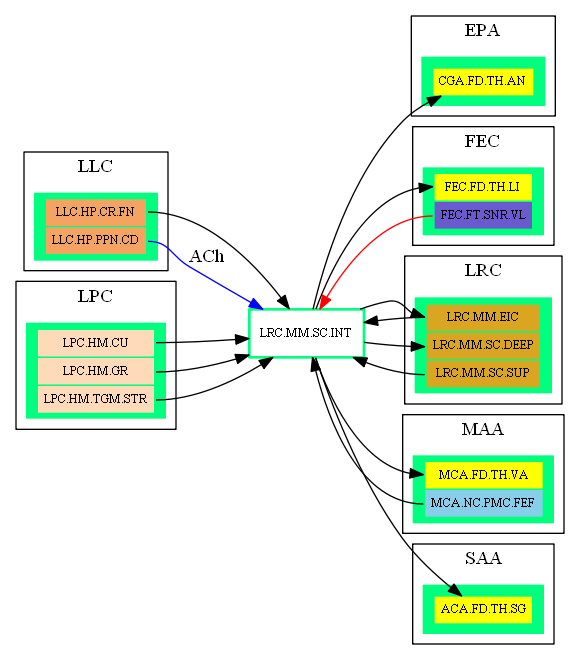 LLC
LLC.HP.CR.FN
LLC.HP.PPN.CD
ACh
LPC
LPC.HM.CU
LPC.HM.GR
LPC.HM.TGM.STR
LRC.MM.SC.INT
EPA
CGA.FD.TH.AN
FEC
FEC.FD.TH.LI
FEC.FT.SNR.VL
LRC
LRC.MM.EIC
LRC.MM.SC.DEEP
LRC.MM.SC.SUP
MAA
MCA.FD.TH.VA
MCA.NC.PMC.FEF
SAA
ACA.FD.TH.SG